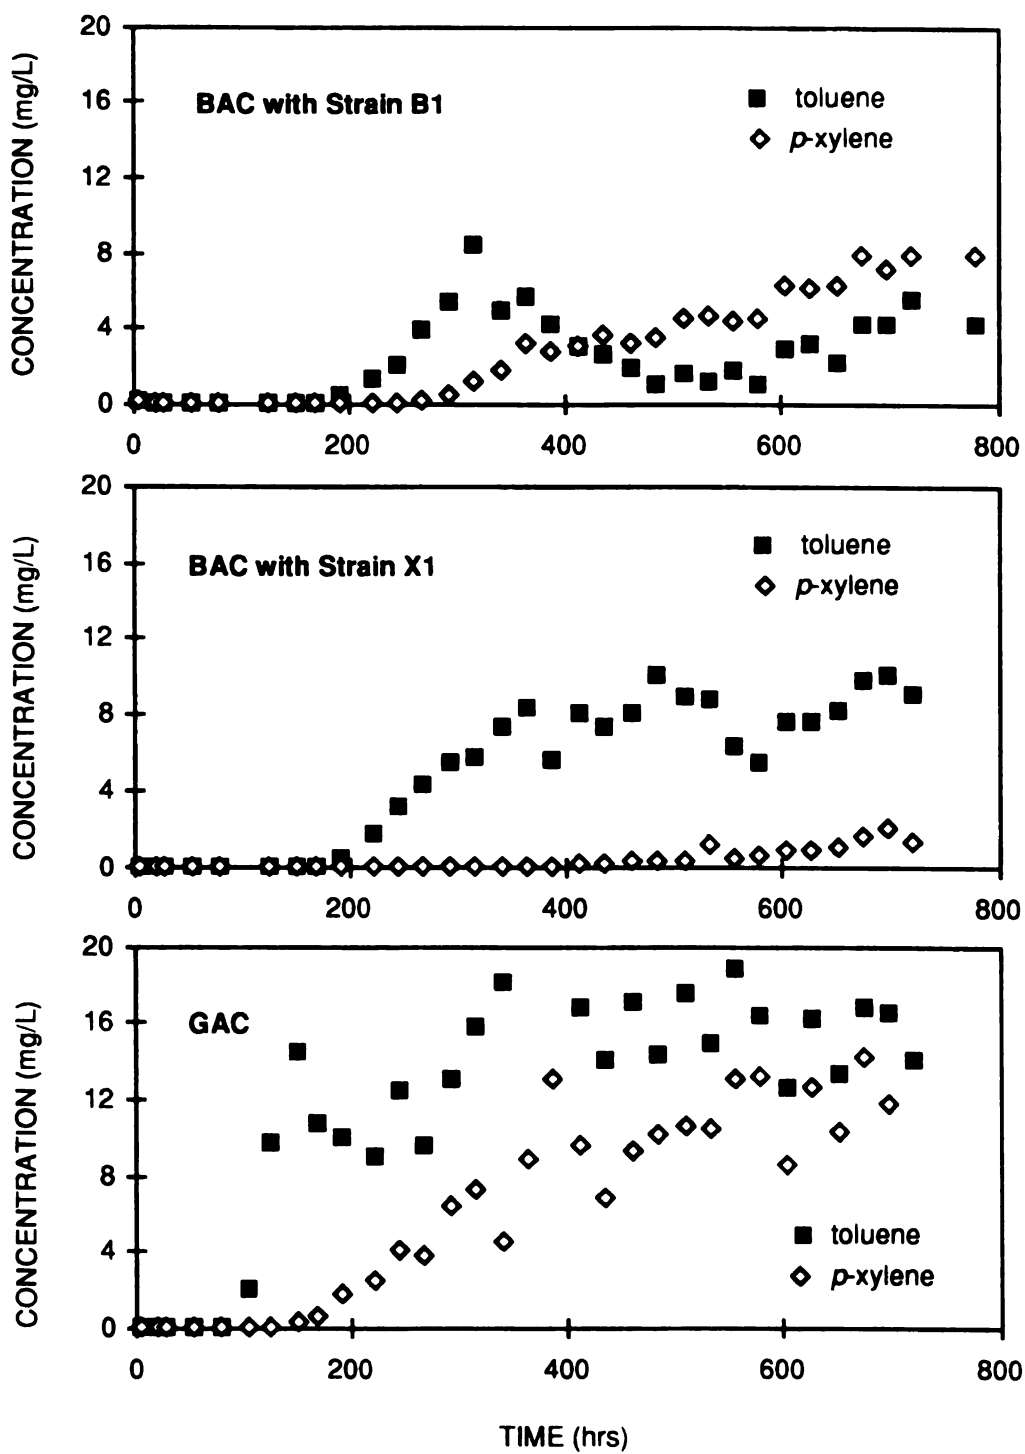 20
16
12
8
4
0
CONCENTRATION (mg/L)
BAC with Strain B1
toluene
p-xylene
0 200 400 600 800
20
16
12
8
4
0
CONCENTRATION (mg/L)
BAC with Strain X1
toluene
p-xylene
0 200 400 600 800
20
16
12
8
4
0
CONCENTRATION (mg/L)
GAC
toluene
p-xylene
0 200 400 600 800
TIME (hrs)